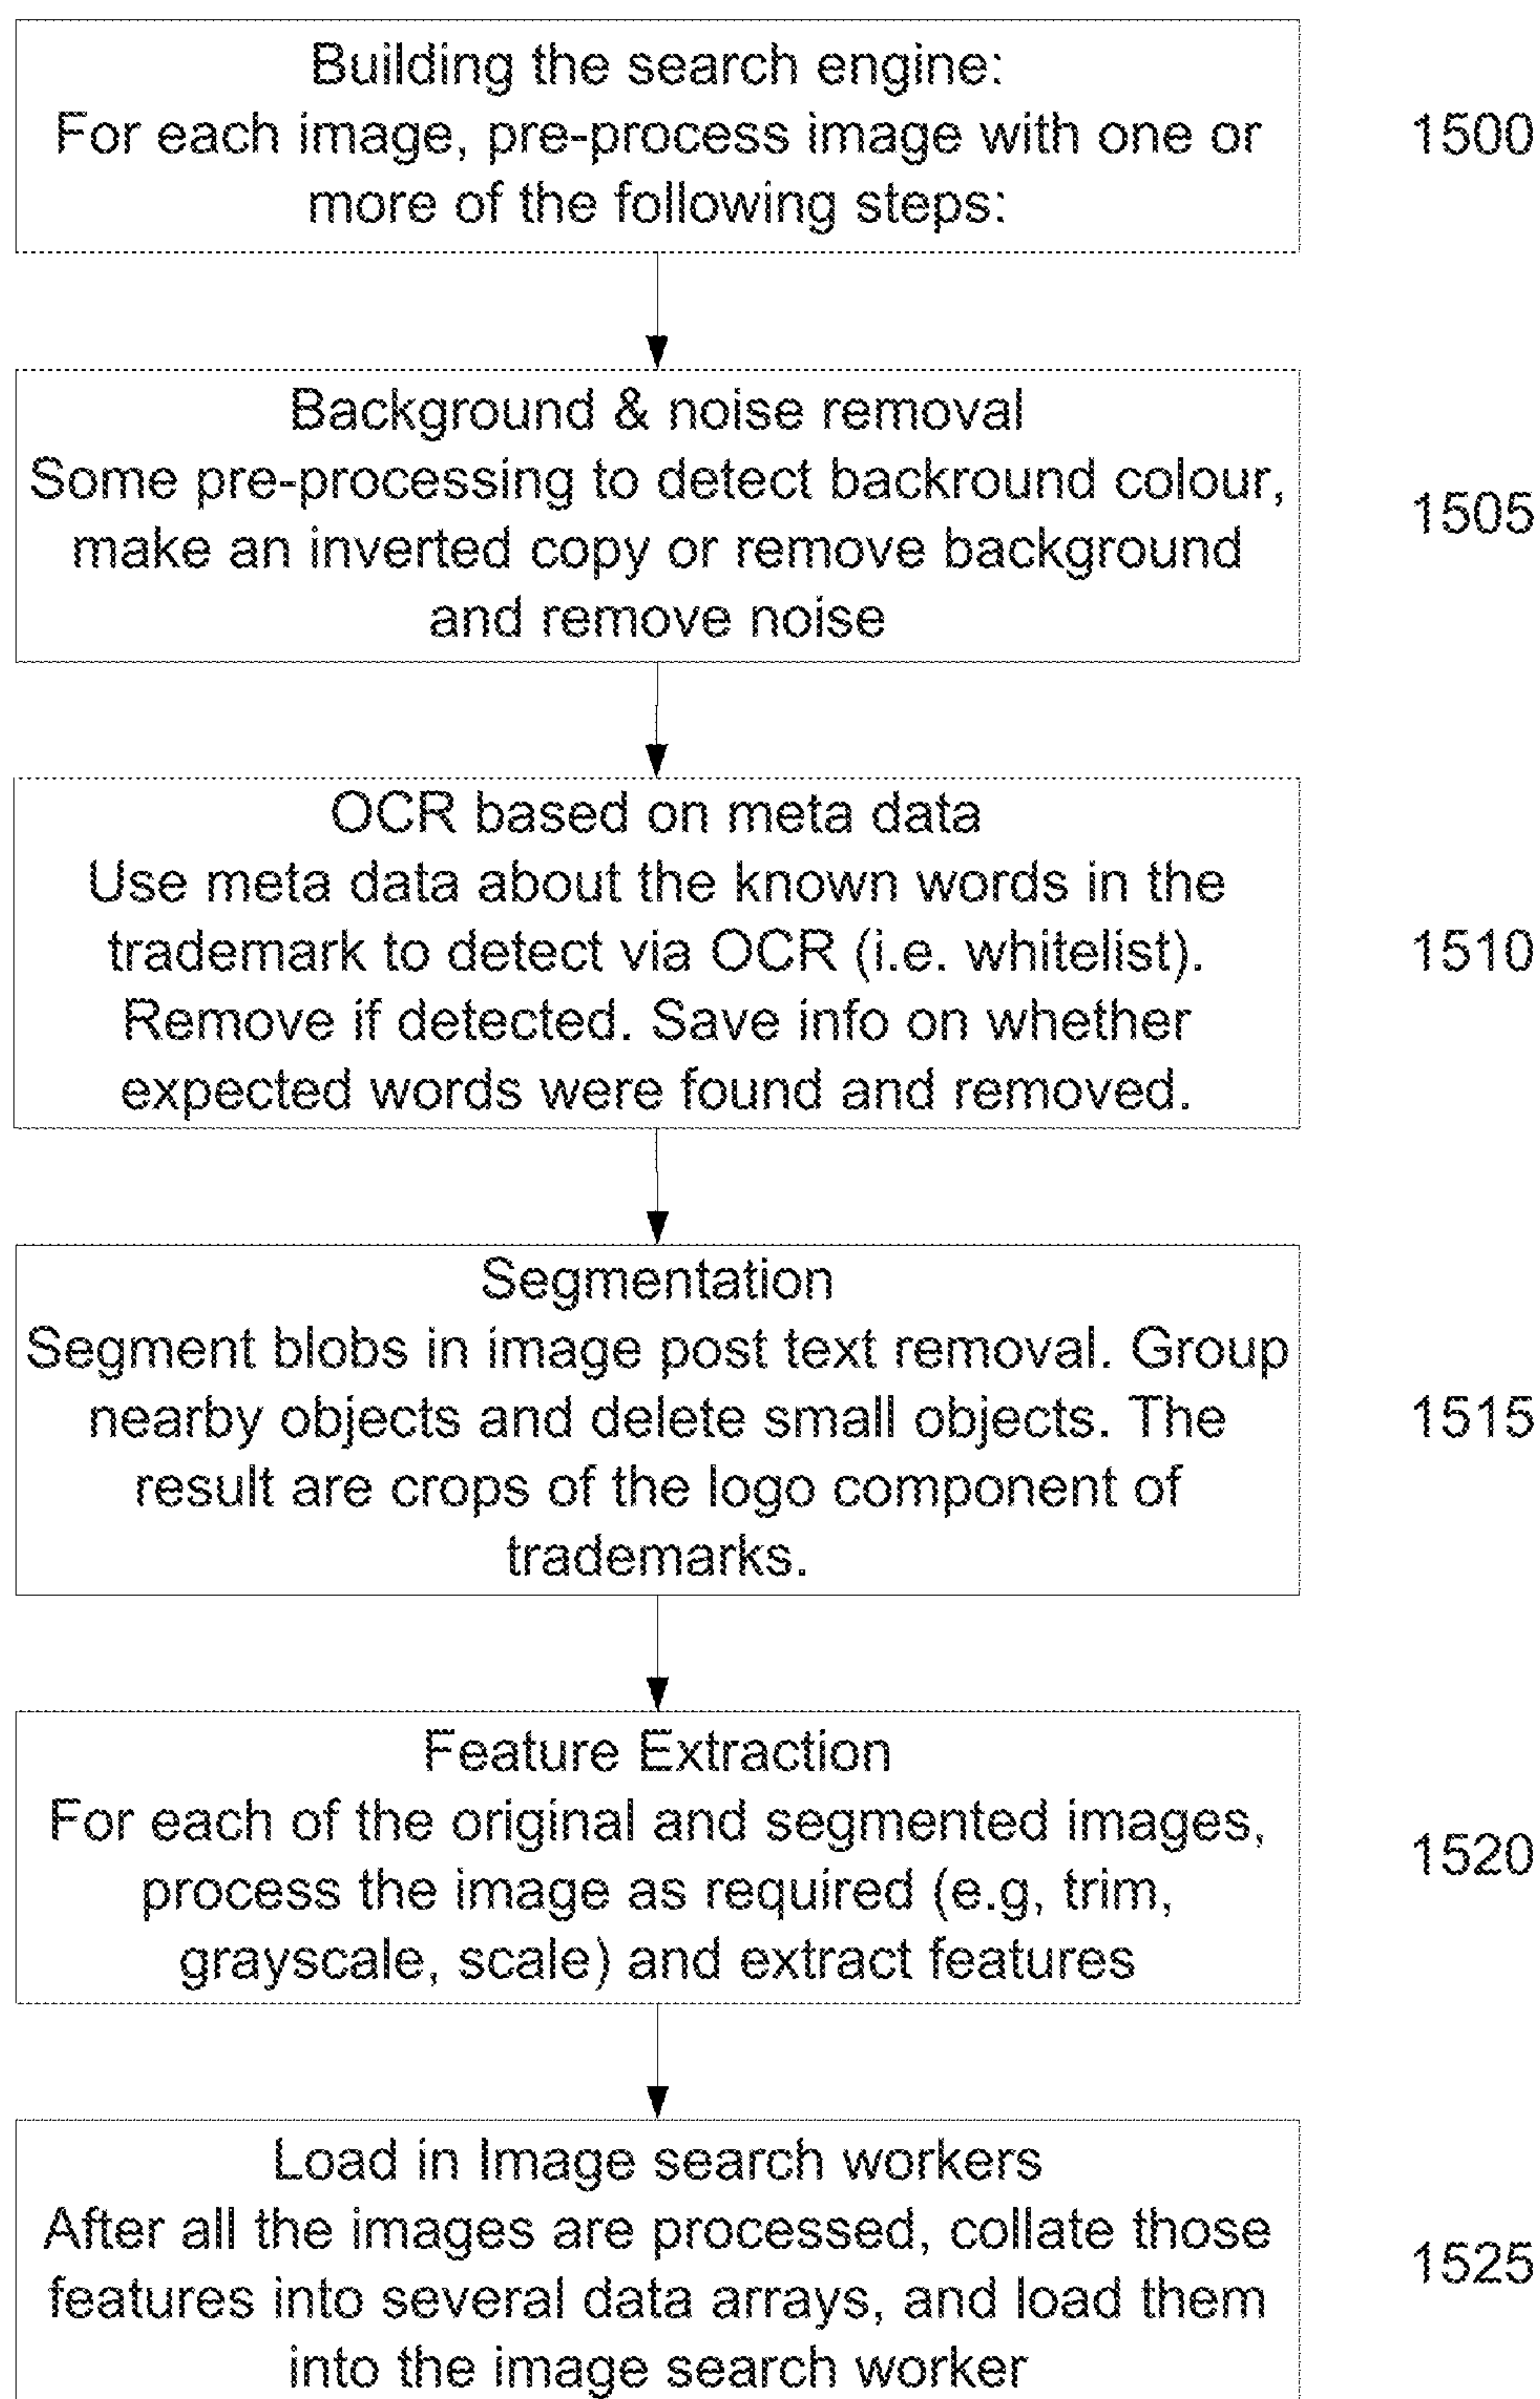 Building the search engine:
For each image, pre-process image with one or
more of the following steps:
1500
Background & noise removal
Some pre-processing to detect backround colour,
make an inverted copy or remove background
and remove noise
1505
OCR based on meta data
Use meta data about the known words in the
trademark to detect via OCR (i.e. whitelist).
Remove if detected. Save info on whether
expected words were found and removed.
1510
Segmentation
Segment blobs in image post text removal. Group
nearby objects and delete small objects. The
result are crops of the logo component of
trademarks.
1515
Feature Extraction
For each of the original and segmented images,
process the image as required (e.g, trim,
grayscale, scale) and extract features
1520
Load in Image search workers
After all the images are processed, collate those
features into several data arrays, and load them
into the image search worker
1525